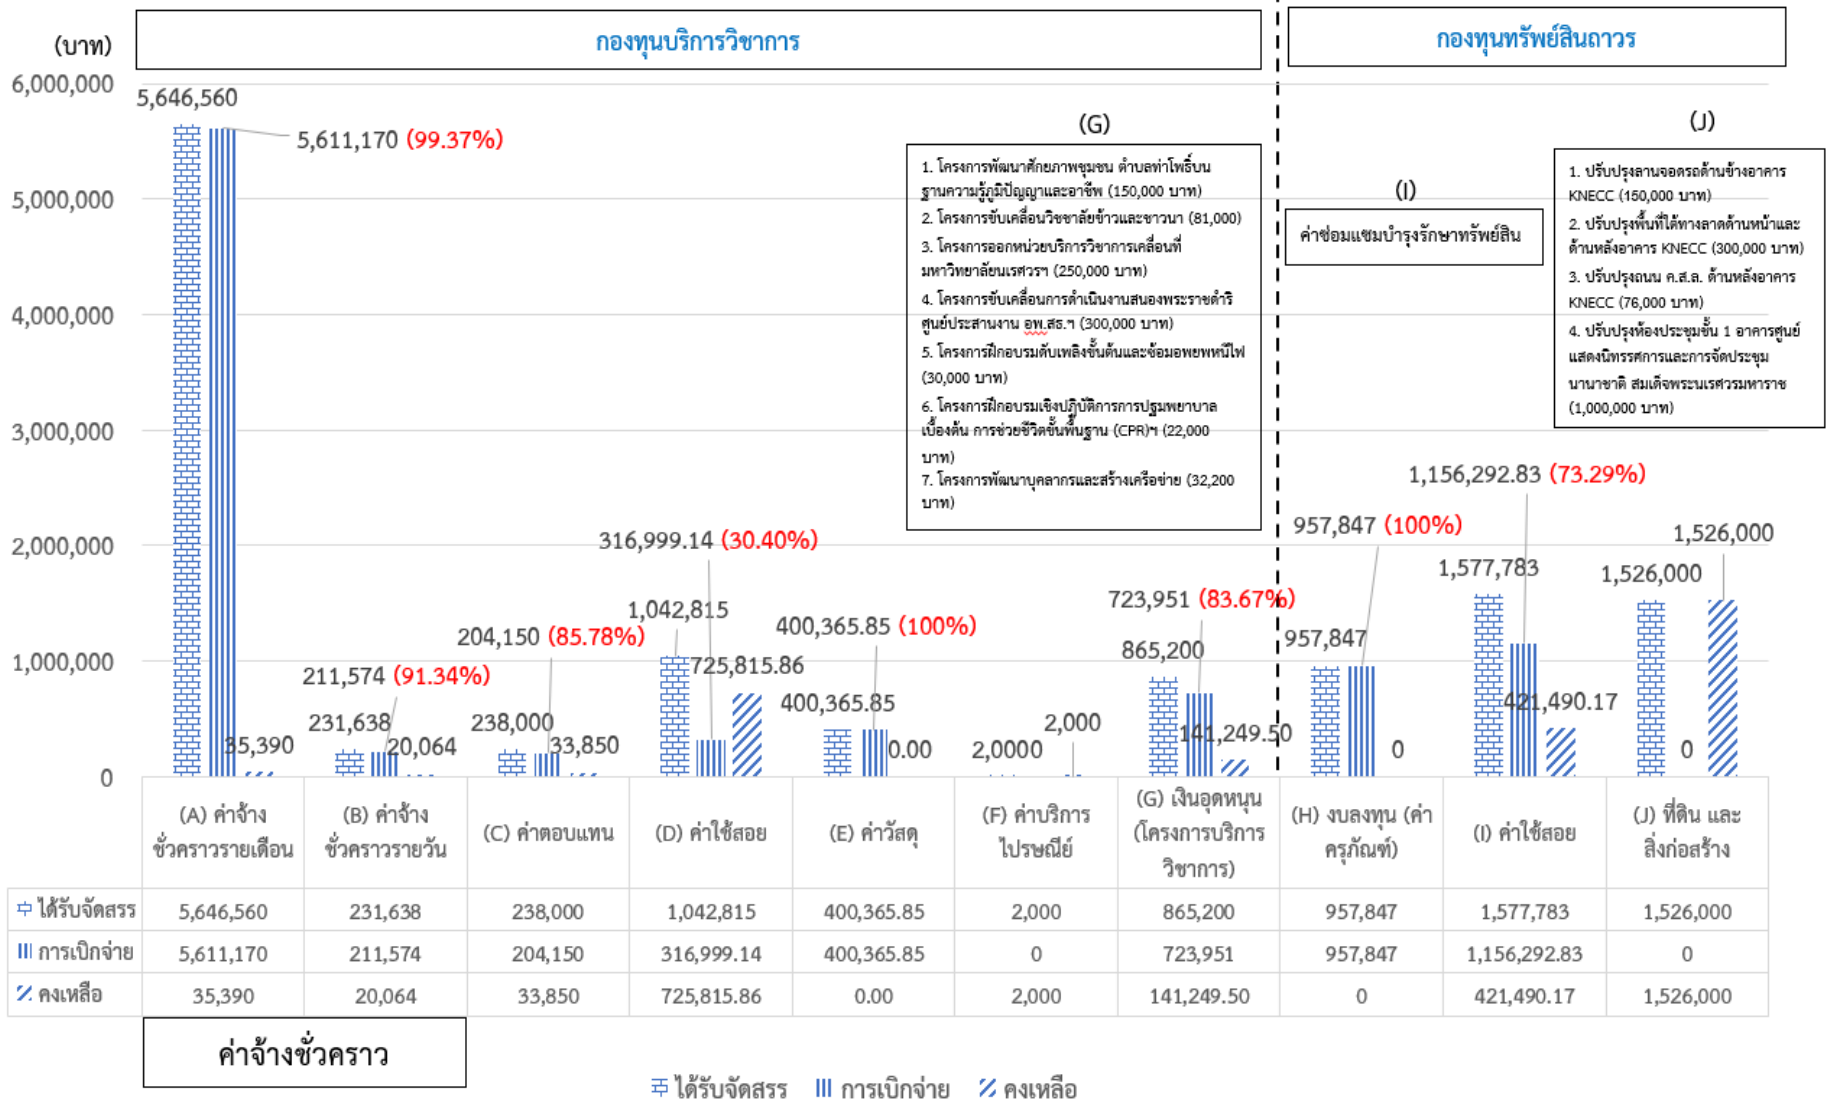 กองทุนบริการวิชาการ
กองทุนทรัพย์สินถาวร
(บาท)
6,000,000
5,000,000
4,000,000
3,000,000
2,000,000
1,000,000
0
5,646,560
5,611,170 (99.37%)
35,390
231,638
211,574 (91.34%)
20,064
238,000
204,150 (85.78%)
33,850
1,042,815
316,999.14 (30.40%)
725,815.86
400,365.85
400,365.85 (100%)
0.00
2,0000
2,000
865,200
723,951 (83.67%)
141,249.50
957,847
957,847 (100%)
0
1,577,783
1,156,292.83 (73.29%)
421,490.17
1,526,000
0
1,526,000
(G)
1. โครงการพัฒนาศักยภาพชุมชน ตำบลท่าโพธิ์บน
ฐานความรู้ภูมิปัญญาและอาชีพ (150,000 บาท)
2. โครงการขับเคลื่อนวิชชาลัยข้าวและชาวนา (81,000)
3. โครงการออกหน่วยบริการวิชาการเคลื่อนที่
มหาวิทยาลัยนเรศวรฯ (250,000 บาท)
4. โครงการขับเคลื่อนการดำเนินงานสนองพระราชดำริ
ศูนย์ประสานงาน อพ.สธ.ฯ (300,000 บาท)
5. โครงการฝึกอบรมดับเพลิงขั้นต้นและซ้อมอพยพหนีไฟ
(30,000 บาท)
6. โครงการฝึกอบรมเชิงปฏิบัติการการปฐมพยาบาล
เบื้องต้น การช่วยชีวิตขั้นพื้นฐาน (CPR)ฯ (22,000
บาท)
7. โครงการพัฒนาบุคลากรและสร้างเครือข่าย (32,200
บาท)
(I)
ค่าซ่อมแซมบำรุงรักษาทรัพย์สิน
(J)
1. ปรับปรุงลานจอดรถด้านข้างอาคาร
KNECC (150,000 บาท)
2. ปรับปรุงพื้นที่ใต้ทางลาดด้านหน้าและ
ด้านหลังอาคาร KNECC (300,000 บาท)
3. ปรับปรุงถนน ค.ส.ล. ด้านหลังอาคาร
KNECC (76,000 บาท)
4. ปรับปรุงห้องประชุมชั้น 1 อาคารศูนย์
แสดงนิทรรศการและการจัดประชุม
นานาชาติ สมเด็จพระนเรศวรมหาราช
(1,000,000 บาท)
(A) ค่าจ้าง
ชั่วคราวรายเดือน
(B) ค่าจ้าง
ชั่วคราวรายวัน
(C) ค่าตอบแทน
(D) ค่าใช้สอย
(E) ค่าวัสดุ
(F) ค่าบริการ
ไปรษณีย์
(G) เงินอุดหนุน
(โครงการบริการ
วิชาการ)
(H) งบลงทุน (ค่า
ครุภัณฑ์)
(I) ค่าใช้สอย
(J) ที่ดิน และ
สิ่งก่อสร้าง
ได้รับจัดสรร 5,646,560 231,638 238,000 1,042,815 400,365.85 2,000 865,200 957,847 1,577,783 1,526,000
การเบิกจ่าย 5,611,170 211,574 204,150 316,999.14 400,365.85 0 723,951 957,847 1,156,292.83 0
คงเหลือ 35,390 20,064 33,850 725,815.86 0.00 2,000 141,249.50 0 421,490.17 1,526,000
ค่าจ้างชั่วคราว
ได้รับจัดสรร การเบิกจ่าย คงเหลือ